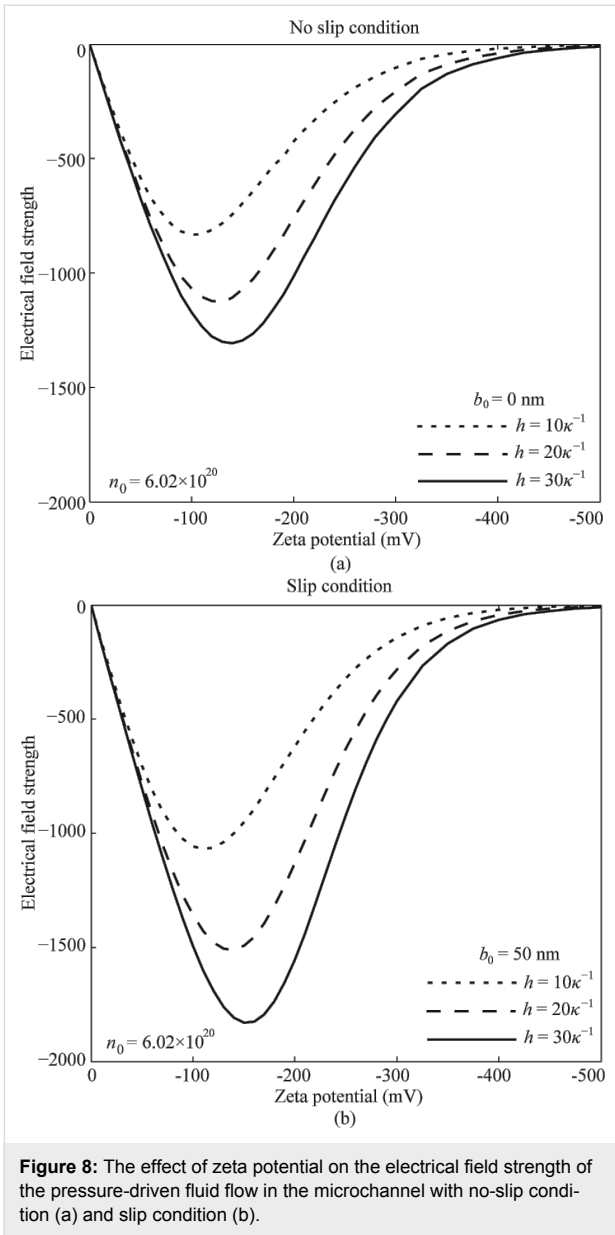 No slip condition
0
−500
−1000
−1500
−2000
Electrical field strength
b₀ = 0 nm
h = 10κ⁻¹
h = 20κ⁻¹
h = 30κ⁻¹
n₀ = 6.02×10²⁰
0 -100 -200 -300 -400 -500
Zeta potential (mV)
(a)
Slip condition
0
−500
−1000
−1500
−2000
Electrical field strength
b₀ = 50 nm
h = 10κ⁻¹
h = 20κ⁻¹
h = 30κ⁻¹
n₀ = 6.02×10²⁰
0 -100 -200 -300 -400 -500
Zeta potential (mV)
(b)
Figure 8: The effect of zeta potential on the electrical field strength of
the pressure-driven fluid flow in the microchannel with no-slip condi-
tion (a) and slip condition (b).